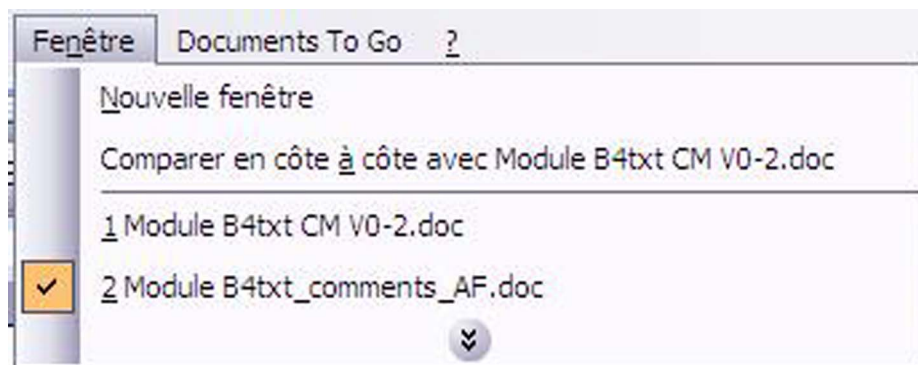 Fenêtre Documents To Go ?
Nouvelle fenêtre
Comparer en côte à côte avec Module B4txt CM V0-2.doc
1 Module B4txt CM V0-2.doc
2 Module B4txt_comments_AF.doc